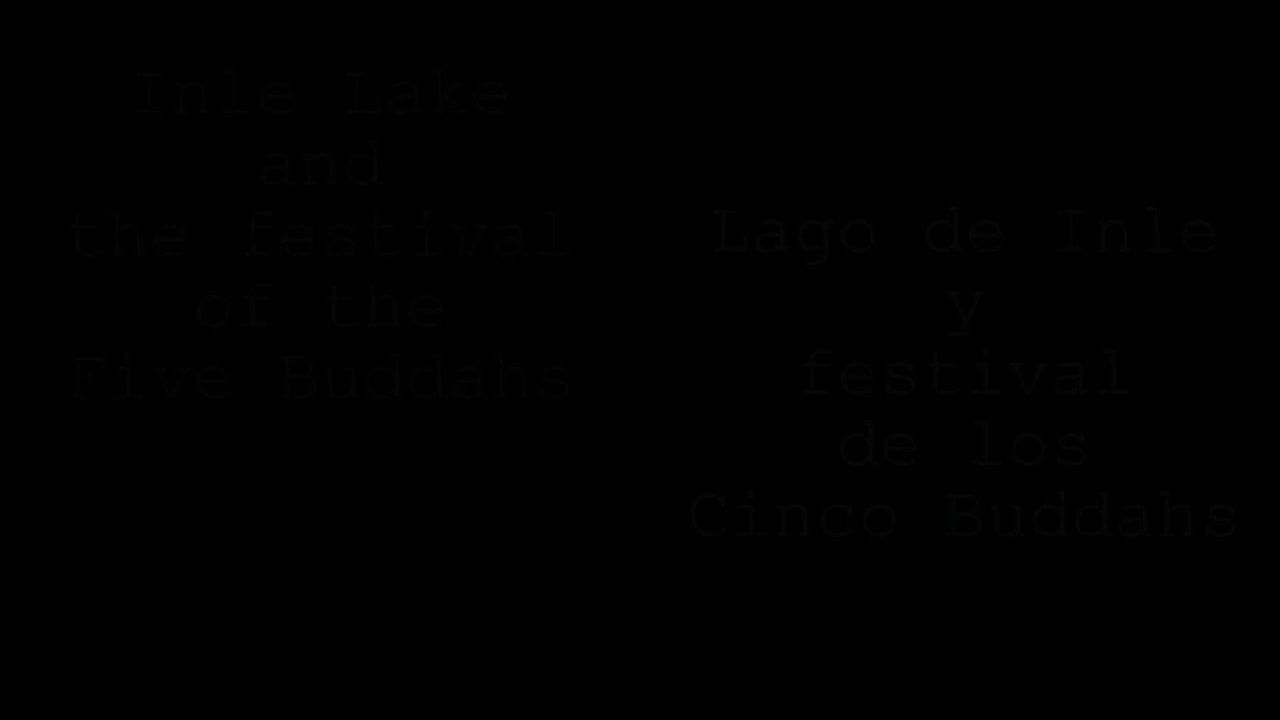 Inle Lake
and
the festival
of the
Five Buddahs
Lago de Inle
y
festival
de los
Cinco Buddahs